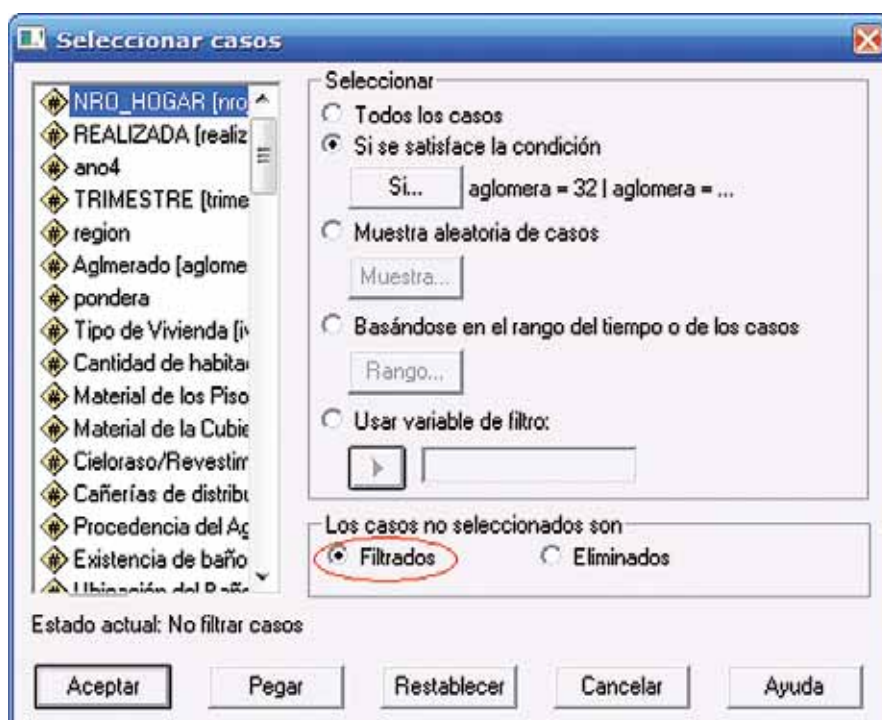 Seleccionar casos
NRO_HOGAR [nro
REALIZADA [realiz
ano4
TRIMESTRE [trime
region
Aglmerado [aglome
pondera
Tipo de Vivienda [iv
Cantidad de habita
Material de los Piso
Material de la Cubie
Cieloraso/Revestim
Cañerías de distribu
Procedencia del Ag
Existencia de baño
Ubicación del Baño
Seleccionar
Todos los casos
Si se satisface la condición
Si... aglomera = 32 | aglomera = ...
Muestra aleatoria de casos
Muestra...
Basándose en el rango del tiempo o de los casos
Rango...
Usar variable de filtro:
Los casos no seleccionados son
Filtrados Eliminados
Estado actual: No filtrar casos
Aceptar Pegar Restablecer Cancelar Ayuda